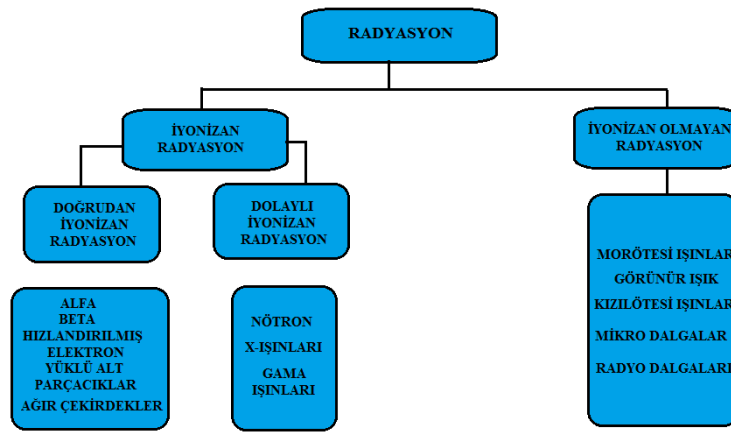 RADYASYON
İYONİZAN
RADYASYON
İYONİZAN OLMAYAN
RADYASYON
DOĞRUDAN
İYONİZAN
RADYASYON
DOLAYLI
İYONİZAN
RADYASYON
ALFA
BETA
HIZLANDIRILMIŞ
ELEKTRON
YÜKLÜ ALT
PARÇACIKLAR
AĞIR ÇEKİRDEKLER
NÖTRON
X-IŞINLARI
GAMA
IŞINLARI
MORÖTESİ IŞINLAR
GÖRÜNÜR IŞIK
KIZILÖTESİ IŞINLAR
MİKRO DALGALAR
RADYO DALGALARI